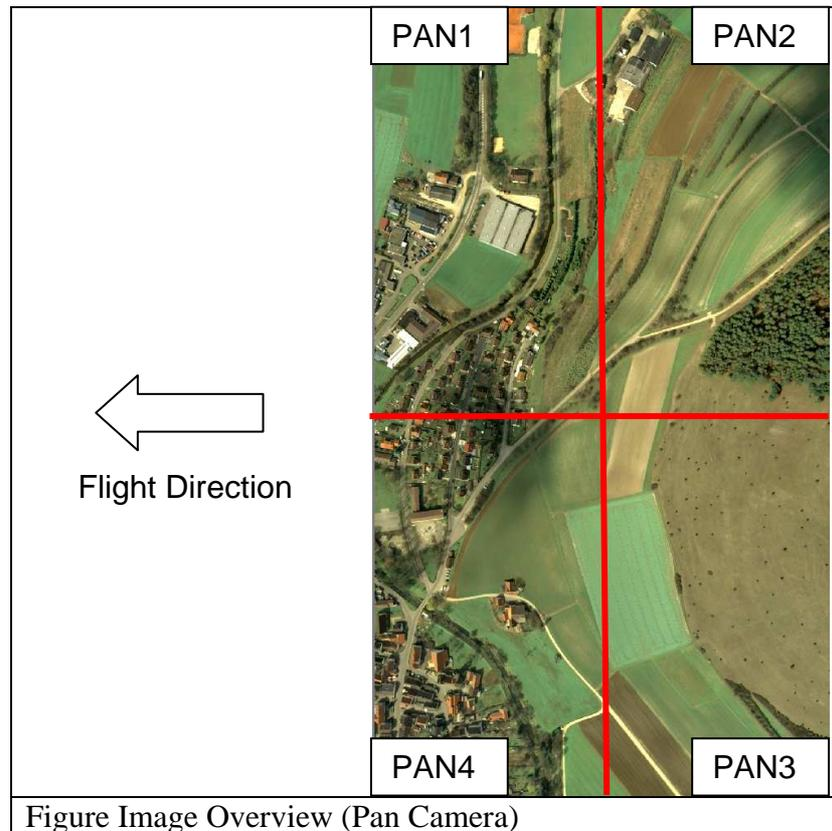 PAN1
PAN2
Flight Direction
PAN4
PAN3
Figure Image Overview (Pan Camera)